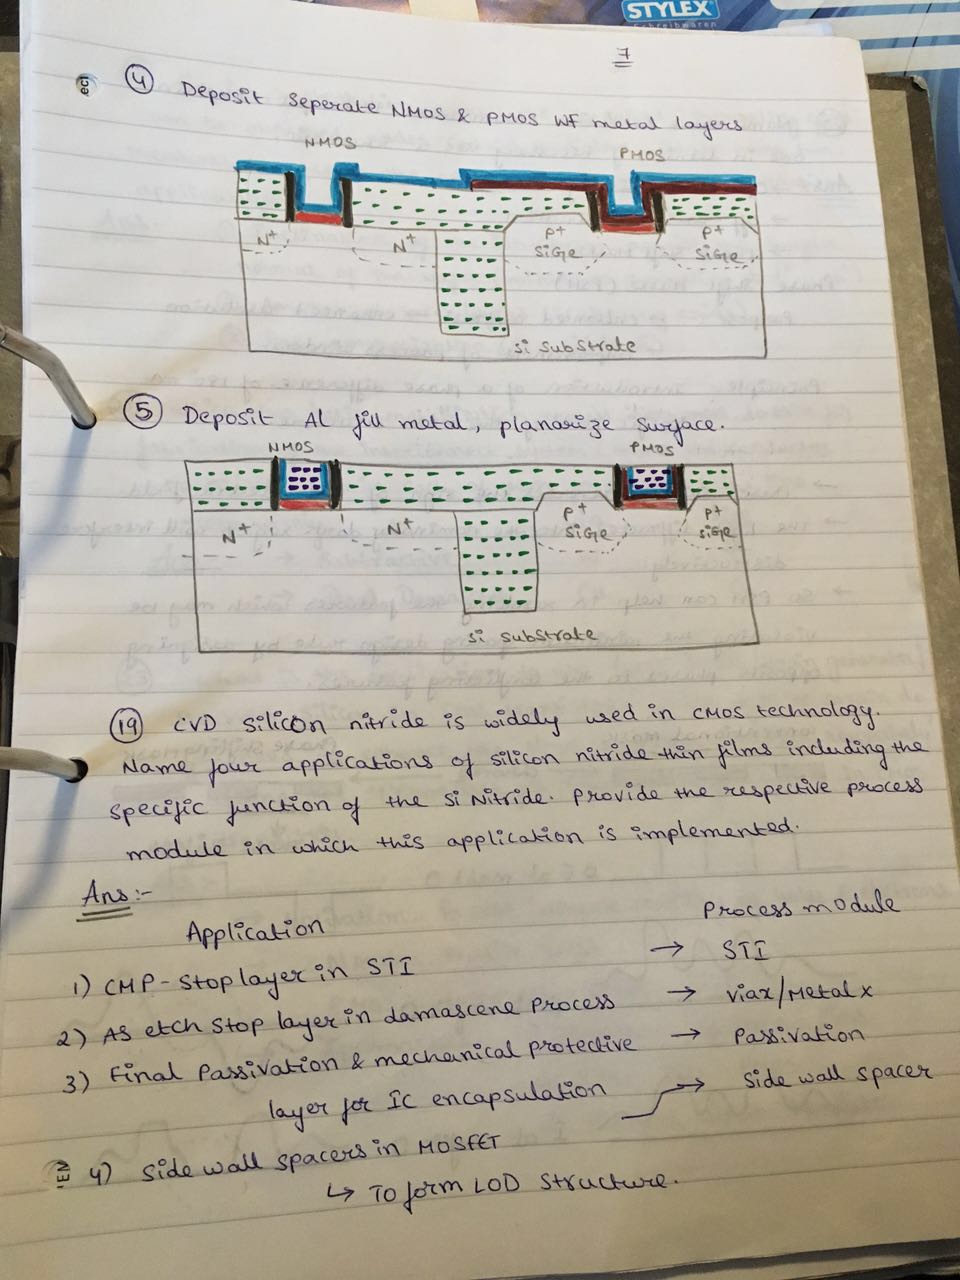 STYLEX
Schreibwaren
7
eci
4 Deposit Seperate NMOS & PMOS WF metal layers
NMOS
PMOS
N+
N+
P+
SiGe
P+
SiGe
Si Substrate
5 Deposit Al fill metal, planarize Surface.
NMOS
PMOS
N+
N+
P+
SiGe
P+
SiGe
Si Substrate
19 CVD Silicon nitride is widely used in CMOS technology.
Name four applications of silicon nitride thin films including the
specific function of the Si Nitride. Provide the respective process
module in which this application is implemented.
Ans :-
Application
Process module
1) CMP - Stop layer in STI → STI
2) As etch stop layer in damascene Process → Viax/Metal x
3) Final Passivation & mechanical protective → Passivation
layer for IC encapsulation
4) Side wall spacers in MOSFET → Side wall spacer
↳ To form LDD Structure.